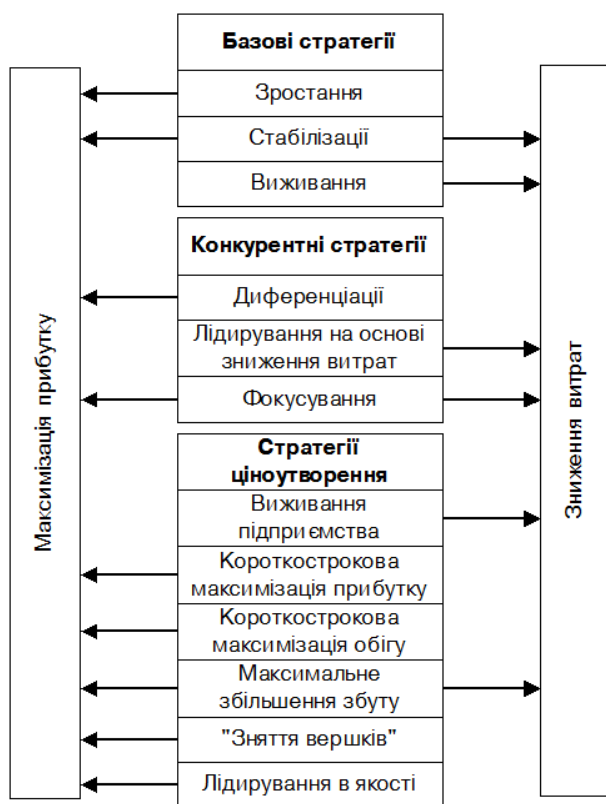 Базові стратегії
Зростання
Стабілізації
Виживання
Конкурентні стратегії
Диференціації
Лідирування на основі
зниження витрат
Фокусування
Стратегії
ціноутворення
Виживання
підприємства
Короткострокова
максимізація прибутку
Короткострокова
максимізація обігу
Максимальне
збільшення збуту
"Зняття вершків"
Лідирування в якості
Максимізація прибутку
Зниження витрат